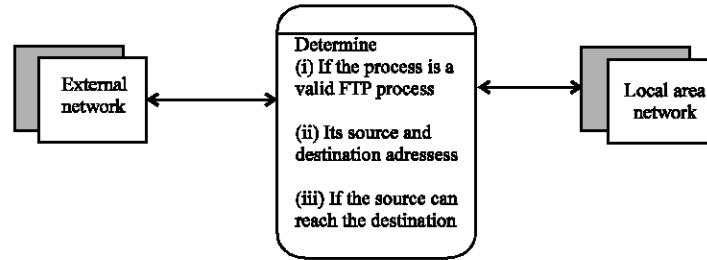 External
network
Determine
(i) If the process is a
valid FTP process
(ii) Its source and
destination adressess
(iii) If the source can
reach the destination
Local area
network